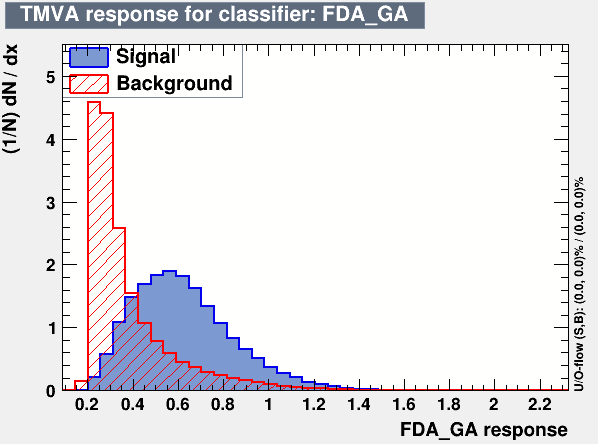 TMVA response for classifier: FDA_GA
Signal
Background
(1/N) dN / dx
5
4
3
2
1
0
0.2 0.4 0.6 0.8 1 1.2 1.4 1.6 1.8 2 2.2
FDA_GA response
U/O-flow (S,B): (0.0, 0.0)% / (0.0, 0.0)%